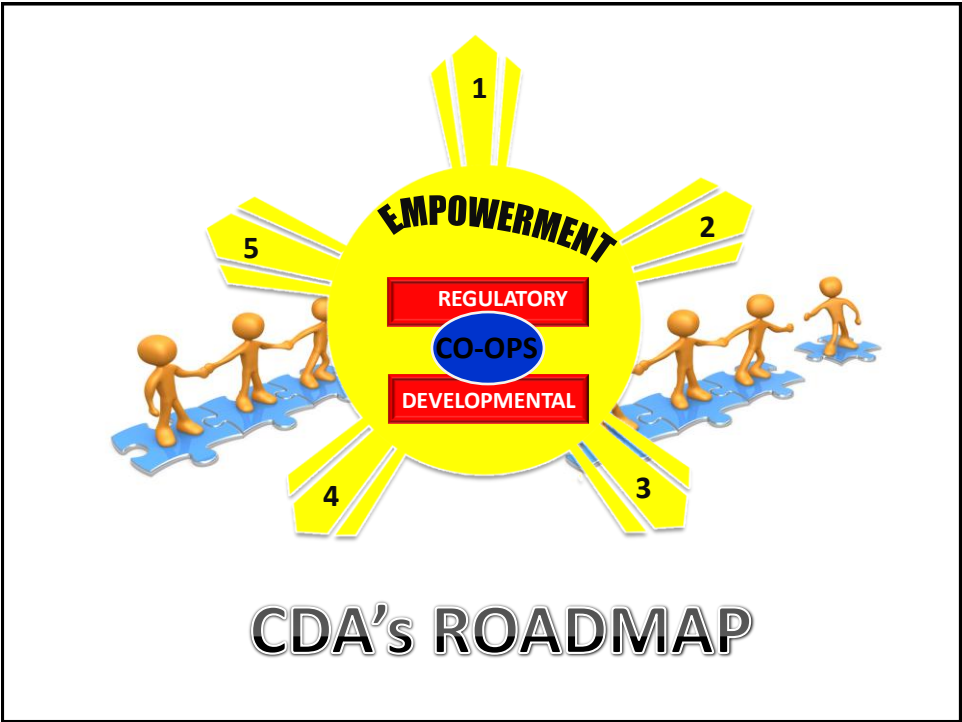 1
EMPOWERMENT
2
5
REGULATORY
CO-OPS
DEVELOPMENTAL
4
3
CDA's ROADMAP